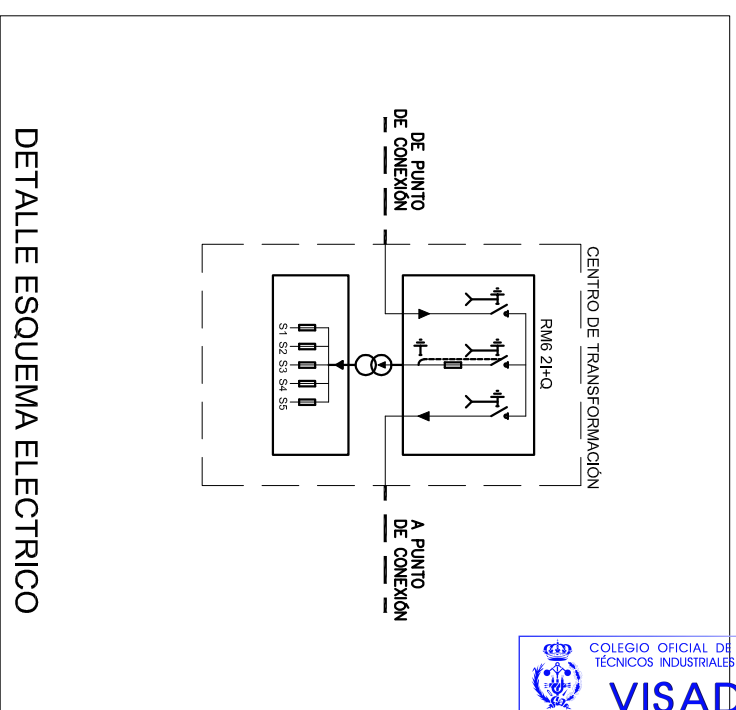 CENTRO DE TRANSFORMACIÓN
RM6 2I+Q
DE PUNTO
DE CONEXIÓN
A PUNTO
DE CONEXIÓN
S1
S2
S3
S4
S5
DETALLE ESQUEMA ELECTRICO
COLEGIO OFICIAL DE
TÉCNICOS INDUSTRIALES
VISAD